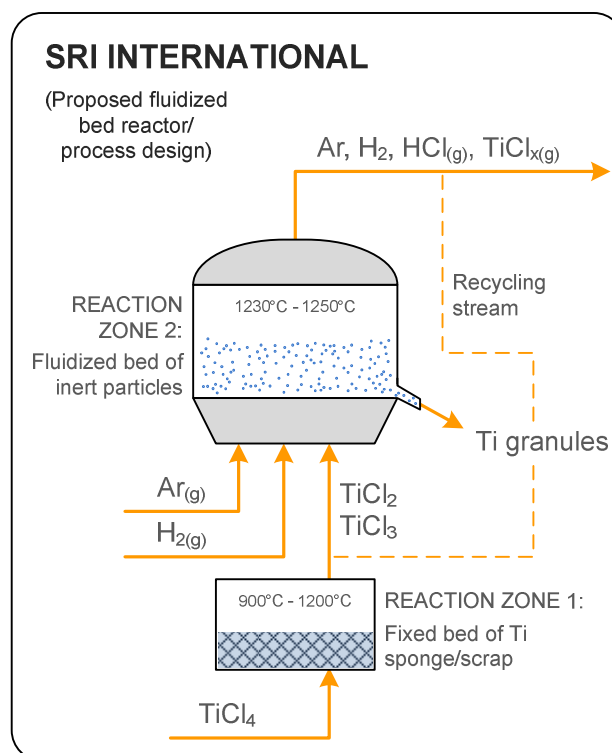 SRI INTERNATIONAL
(Proposed fluidized
bed reactor/
process design)
Ar, H₂, HCl(g), TiClₓ(g)
Recycling
stream
REACTION
ZONE 2:
Fluidized bed of
inert particles
1230°C - 1250°C
Ti granules
Ar(g)
H₂(g)
TiCl₂
TiCl₃
900°C - 1200°C
REACTION ZONE 1:
Fixed bed of Ti
sponge/scrap
TiCl₄